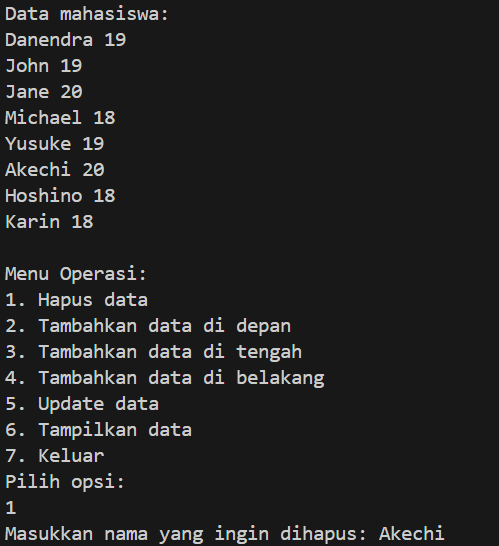 Data mahasiswa:
Danendra 19
John 19
Jane 20
Michael 18
Yusuke 19
Akechi 20
Hoshino 18
Karin 18

Menu Operasi:
1. Hapus data
2. Tambahkan data di depan
3. Tambahkan data di tengah
4. Tambahkan data di belakang
5. Update data
6. Tampilkan data
7. Keluar
Pilih opsi:
1
Masukkan nama yang ingin dihapus: Akechi